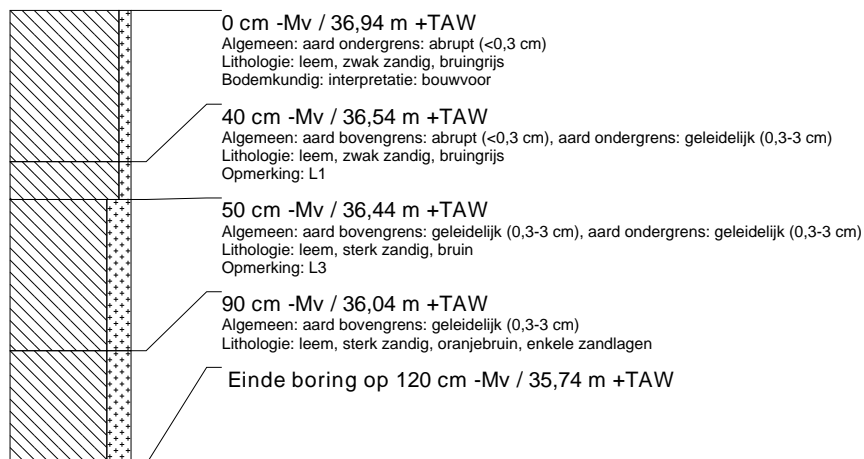 0 cm -Mv / 36,94 m +TAW
Algemeen: aard ondergrens: abrupt (<0,3 cm)
Lithologie: leem, zwak zandig, bruingrijs
Bodemkundig: interpretatie: bouwvoor
40 cm -Mv / 36,54 m +TAW
Algemeen: aard bovengrens: abrupt (<0,3 cm), aard ondergrens: geleidelijk (0,3-3 cm)
Lithologie: leem, zwak zandig, bruingrijs
Opmerking: L1
50 cm -Mv / 36,44 m +TAW
Algemeen: aard bovengrens: geleidelijk (0,3-3 cm), aard ondergrens: geleidelijk (0,3-3 cm)
Lithologie: leem, sterk zandig, bruin
Opmerking: L3
90 cm -Mv / 36,04 m +TAW
Algemeen: aard bovengrens: geleidelijk (0,3-3 cm)
Lithologie: leem, sterk zandig, oranjebruin, enkele zandlagen
Einde boring op 120 cm -Mv / 35,74 m +TAW